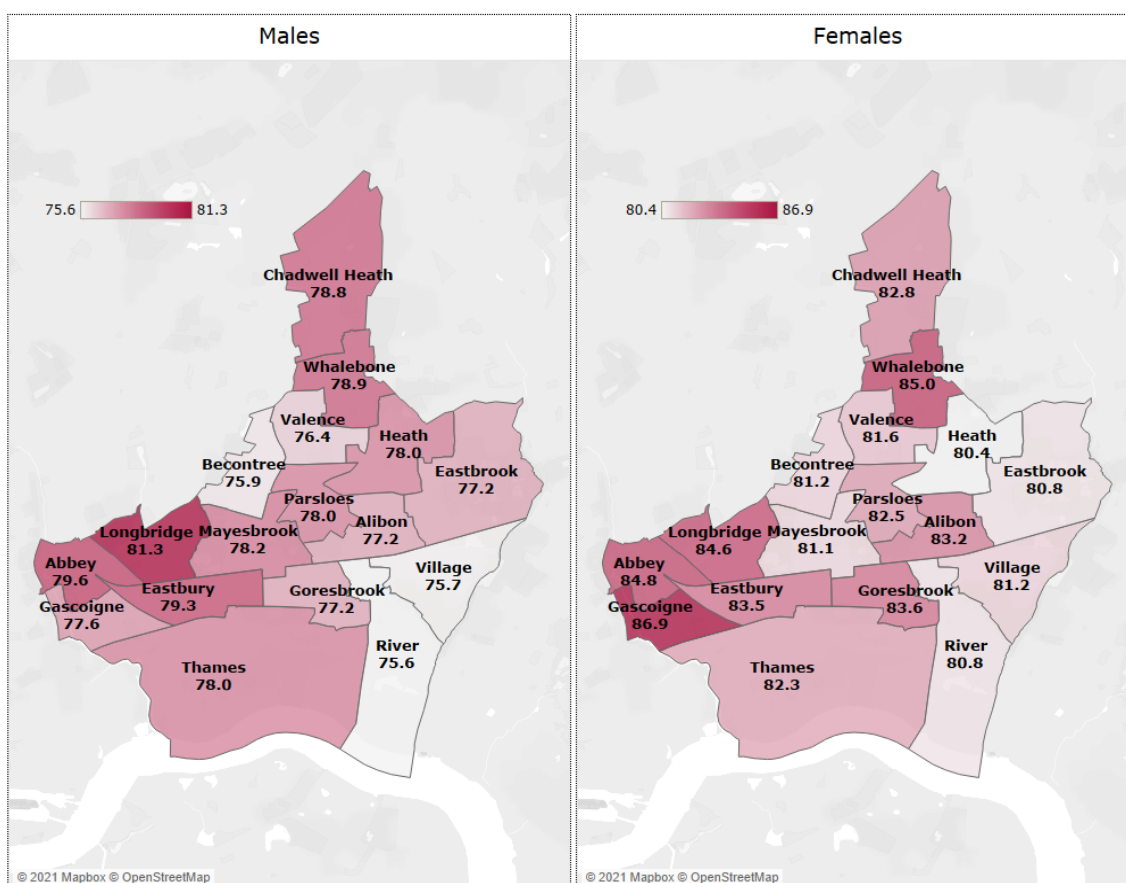 Males
75.6
81.3
Chadwell Heath
78.8
Whalebone
78.9
Valence
76.4
Heath
78.0
Becontree
75.9
Eastbrook
77.2
Parsloes
78.0
Alibon
77.2
Longbridge
81.3
Mayesbrook
78.2
Abbey
79.6
Village
75.7
Eastbury
79.3
Goresbrook
77.2
Gascoigne
77.6
River
75.6
Thames
78.0
© 2021 Mapbox © OpenStreetMap
Females
80.4
86.9
Chadwell Heath
82.8
Whalebone
85.0
Valence
81.6
Heath
80.4
Becontree
81.2
Eastbrook
80.8
Parsloes
82.5
Alibon
83.2
Longbridge
84.6
Mayesbrook
81.1
Abbey
84.8
Village
81.2
Eastbury
83.5
Goresbrook
83.6
Gascoigne
86.9
River
80.8
Thames
82.3
© 2021 Mapbox © OpenStreetMap